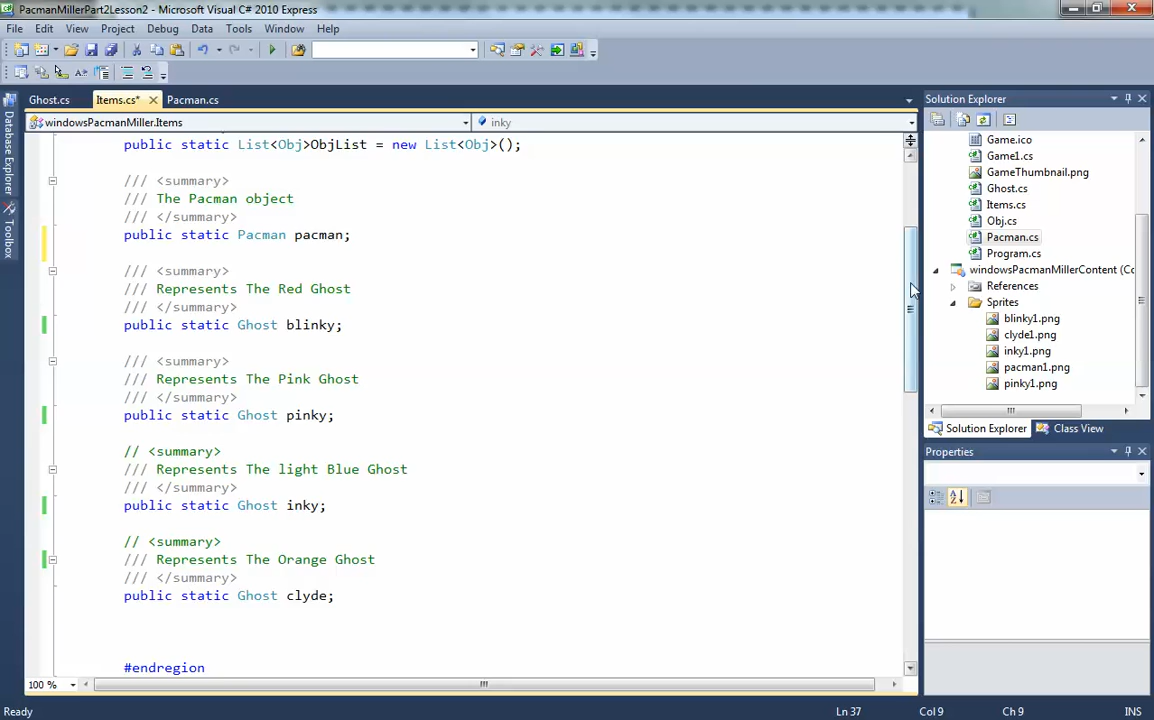 PacmanMillerPart2Lesson2 - Microsoft Visual C# 2010 Express
File Edit View Project Debug Data Tools Window Help
Ghost.cs Items.cs* Pacman.cs
windowsPacmanMiller.Items inky
public static List<Obj>ObjList = new List<Obj>();
/// <summary>
/// The Pacman object
/// </summary>
public static Pacman pacman;
/// <summary>
/// Represents The Red Ghost
/// </summary>
public static Ghost blinky;
/// <summary>
/// Represents The Pink Ghost
/// </summary>
public static Ghost pinky;
// <summary>
/// Represents The light Blue Ghost
/// </summary>
public static Ghost inky;
// <summary>
/// Represents The Orange Ghost
/// </summary>
public static Ghost clyde;
#endregion
100 %
Database Explorer
Toolbox
Solution Explorer
Game.ico
Game1.cs
GameThumbnail.png
Ghost.cs
Items.cs
Obj.cs
Pacman.cs
Program.cs
windowsPacmanMillerContent (Cc
References
Sprites
blinky1.png
clyde1.png
inky1.png
pacman1.png
pinky1.png
Solution Explorer Class View
Properties
Ready Ln 37 Col 9 Ch 9 INS